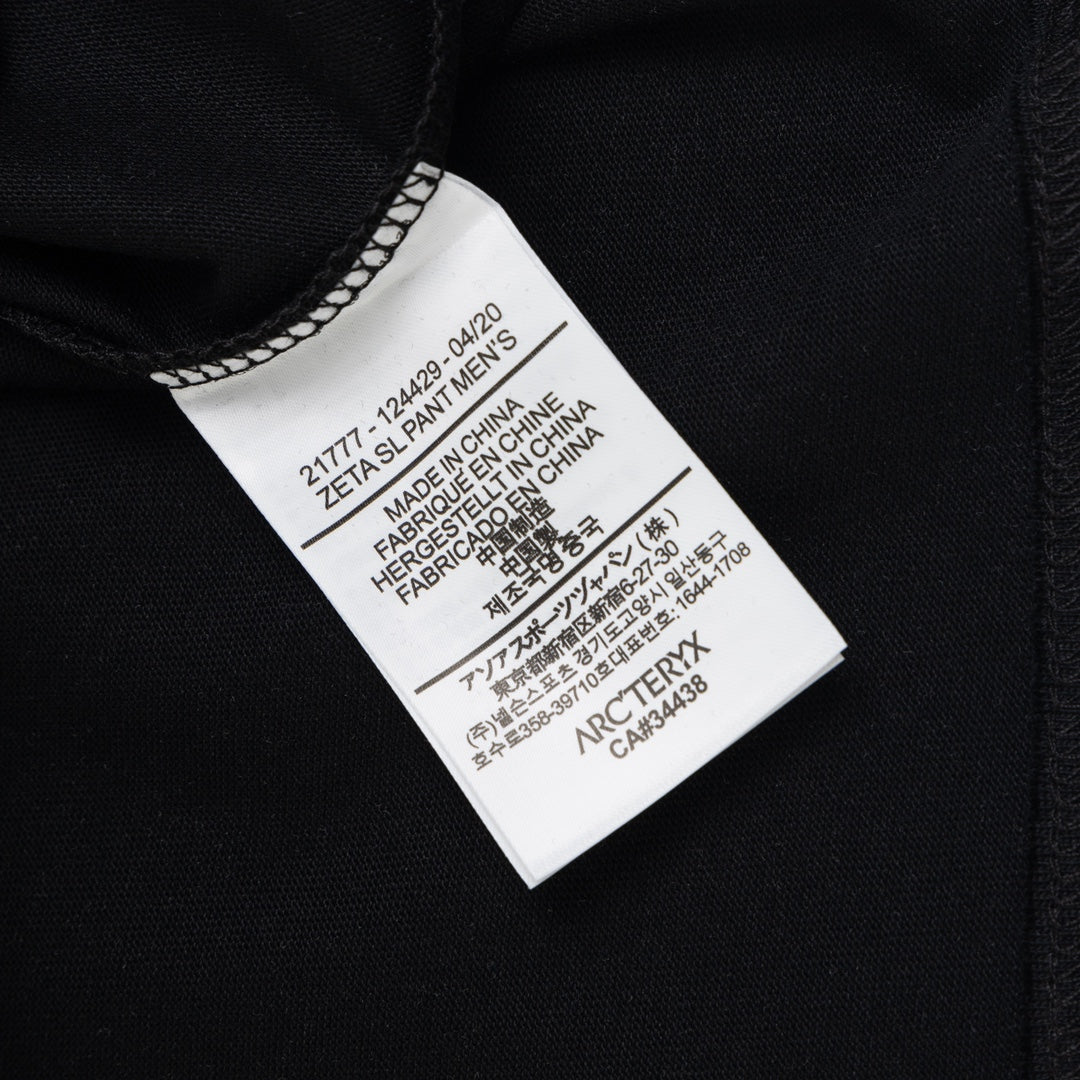 21777 - 124429 - 04/20
ZETA SL PANT MEN'S
MADE IN CHINA
FABRIQUE EN CHINE
HERGESTELLT IN CHINA
FABRICADO EN CHINA
中国制造
中国製
제조국명 중국
アソアスポーツヅャパン(株)
東京都新宿区新宿6-27-30
(주)넬슨스포츠 경기도고양시 일산동구
호수로358-39710호대표번호: 1644-1708
ARC'TERYX
CA#34438